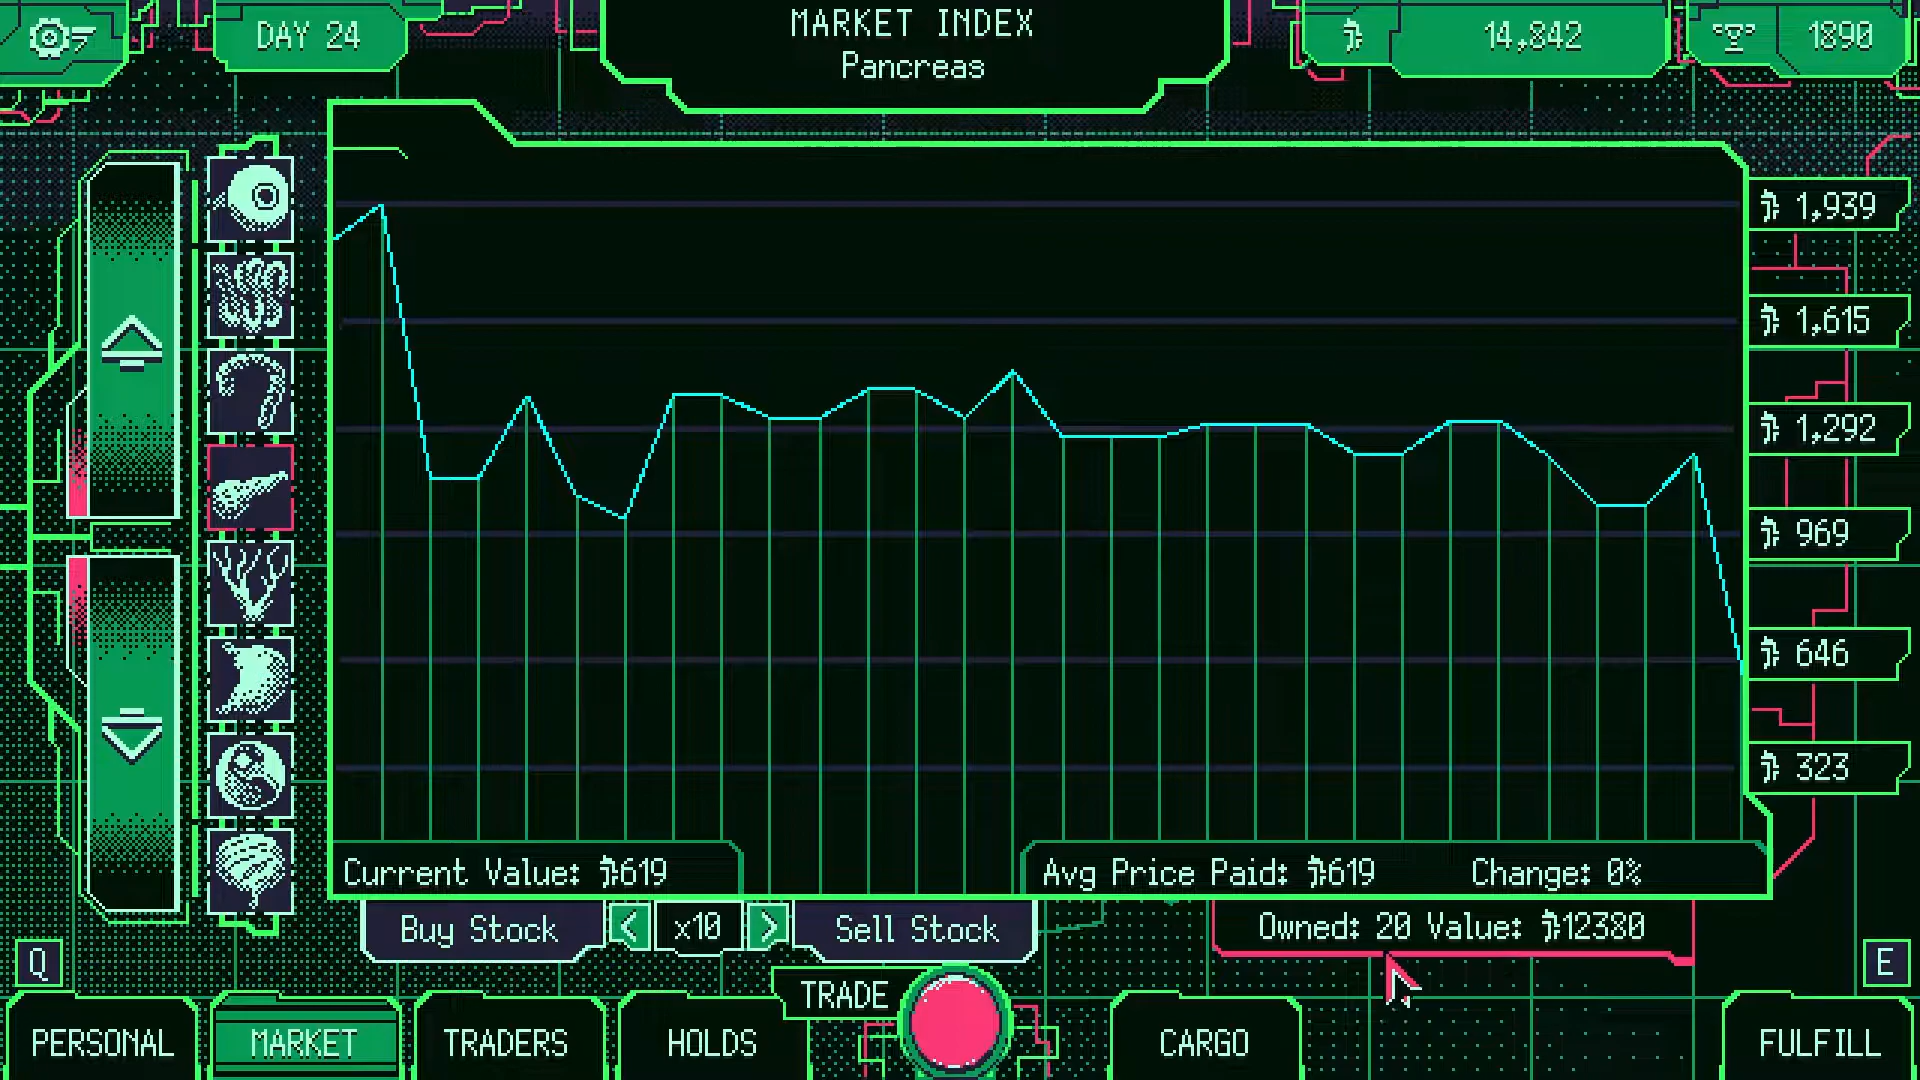 DAY 24
MARKET INDEX
Pancreas
14,842
1890
1,939
1,615
1,292
969
646
323
Current Value: 619
Avg Price Paid: 619 Change: 0%
Buy Stock
x10
Sell Stock
Owned: 20 Value: 12380
Q
E
TRADE
PERSONAL
MARKET
TRADERS
HOLDS
CARGO
FULFILL